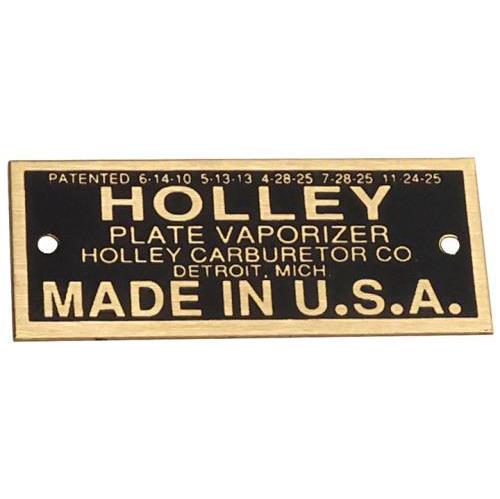 PATENTED 6-14-10 5-13-13 4-28-25 7-28-25 11-24-25
HOLLEY
PLATE VAPORIZER
HOLLEY CARBURETOR CO
DETROIT, MICH.
MADE IN U.S.A.